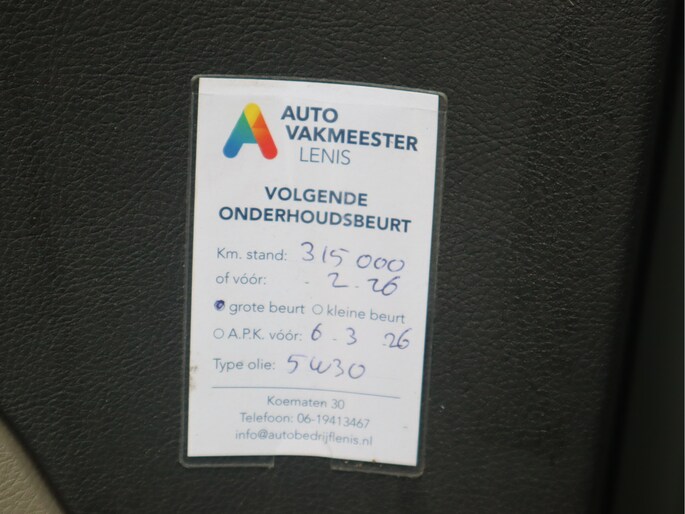 AUTO
VAKMEESTER
LENIS
VOLGENDE
ONDERHOUDSBEURT
Km. stand: 315 000
of vóór: . 2 . 26
grote beurt kleine beurt
A.P.K. vóór: 6 . 3 . 26
Type olie: 5W30
Koematen 30
Telefoon: 06-19413467
info@autobedrijflenis.nl